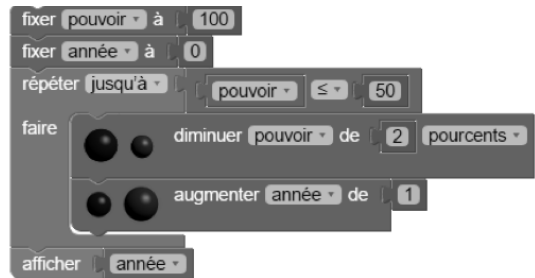 fixer pouvoir à 100
fixer année à 0
répéter jusqu'à pouvoir ≤ 50
faire diminuer pouvoir de 2 pourcents
augmenter année de 1
afficher année